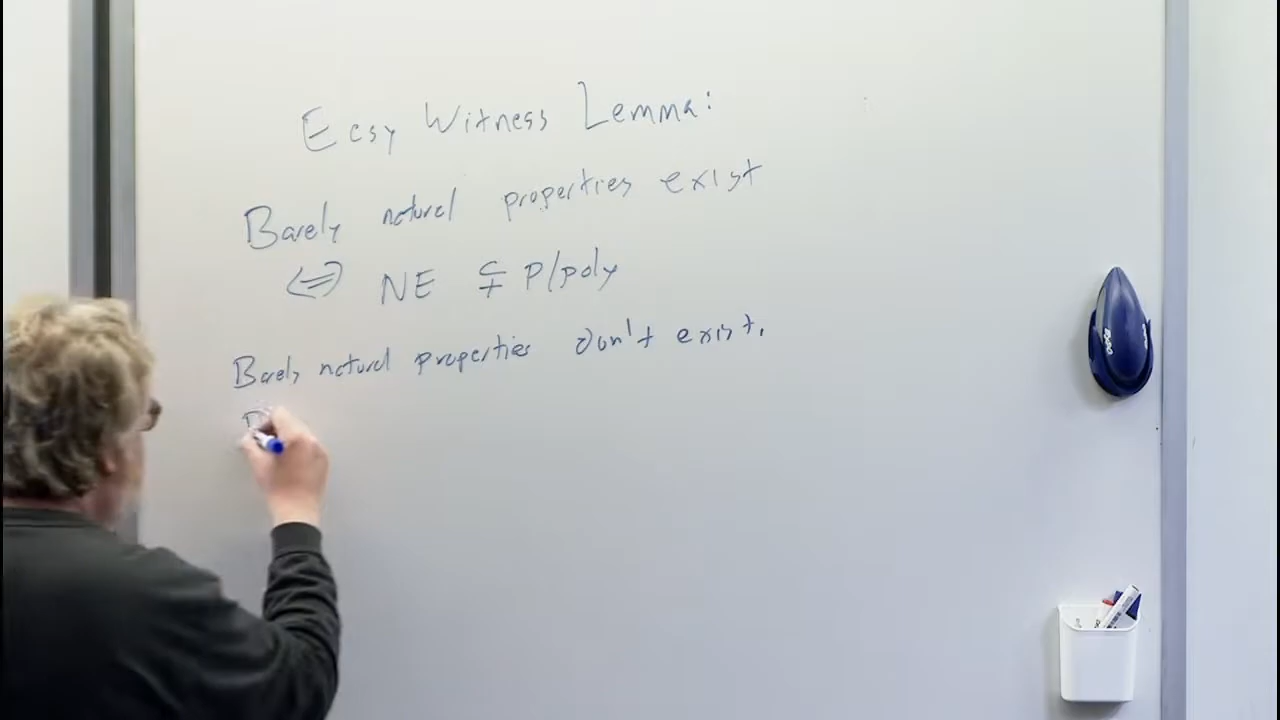 Easy Witness Lemma:
Barely natural properties exist
⇔ NE ⊊ P/poly
Barely natural properties don't exist.